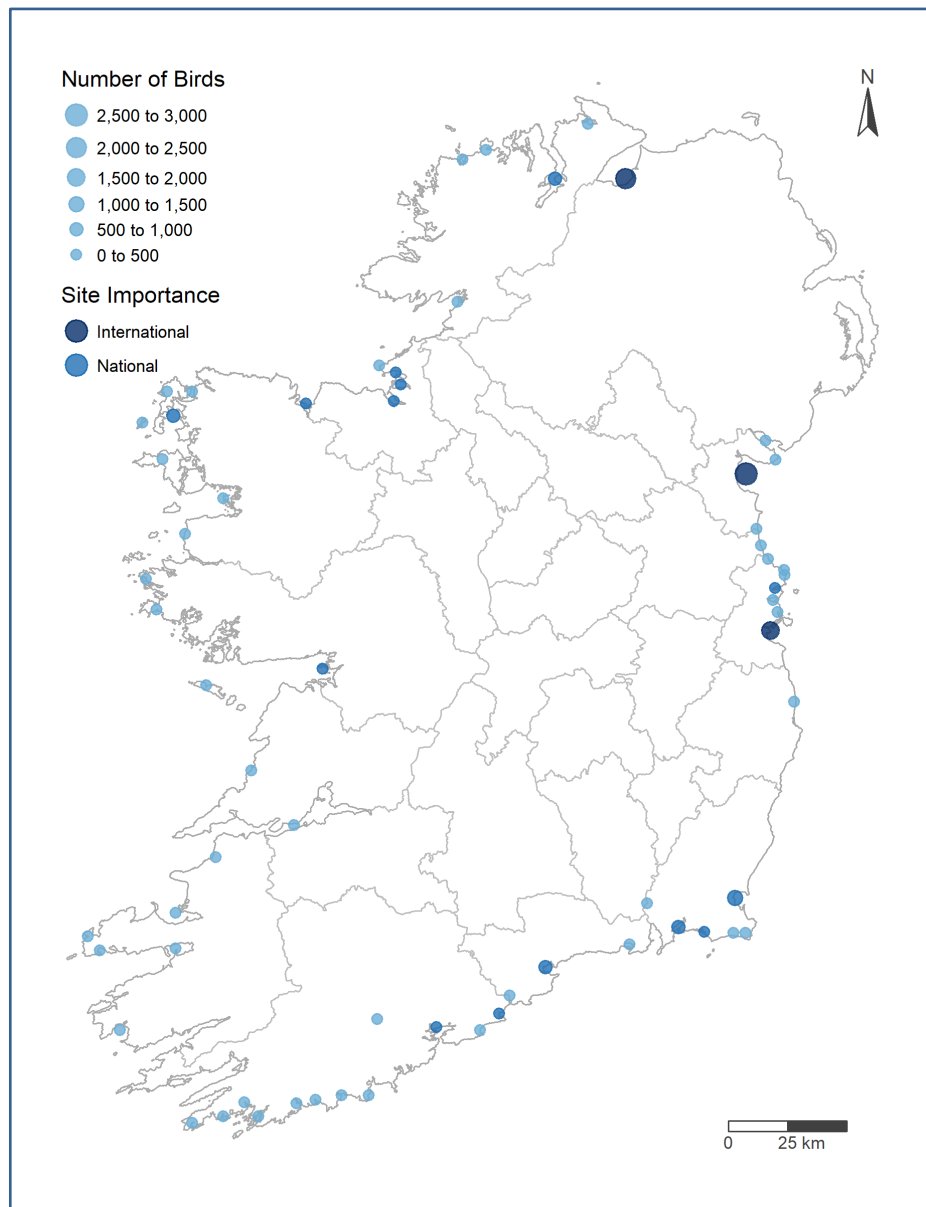 Number of Birds
2,500 to 3,000
2,000 to 2,500
1,500 to 2,000
1,000 to 1,500
500 to 1,000
0 to 500
Site Importance
International
National
N
0 25 km